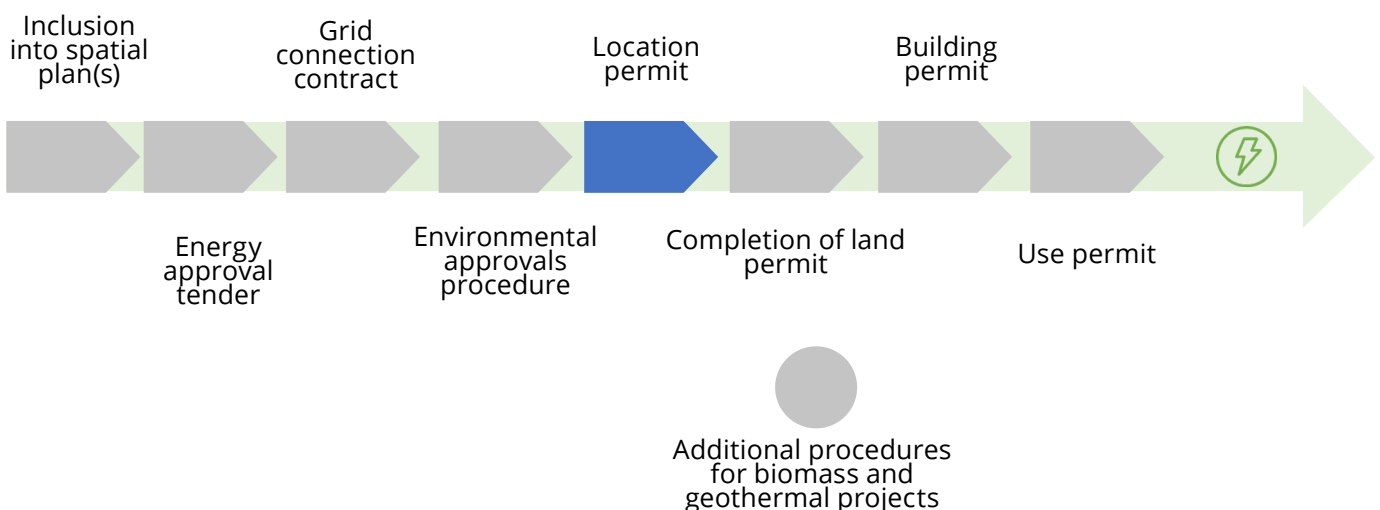 Inclusion
into spatial
plan(s)
Grid
connection
contract
Location
permit
Building
permit
Energy
approval
tender
Environmental
approvals
procedure
Completion of land
permit
Use permit
Additional procedures
for biomass and
geothermal projects